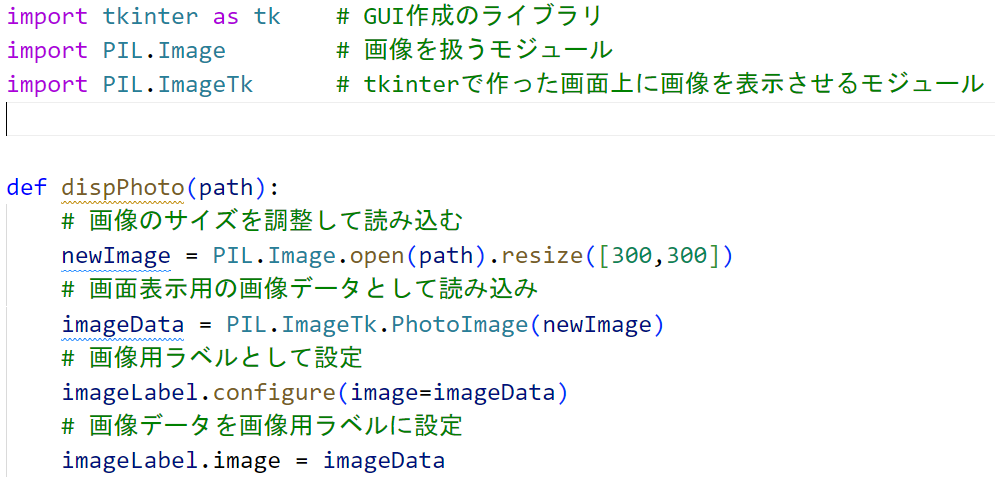 import tkinter as tk    # GUI作成のライブラリ
import PIL.Image        # 画像を扱うモジュール
import PIL.ImageTk      # tkinterで作った画面上に画像を表示させるモジュール
def dispPhoto(path):
    # 画像のサイズを調整して読み込む
    newImage = PIL.Image.open(path).resize([300,300])
    # 画面表示用の画像データとして読み込み
    imageData = PIL.ImageTk.PhotoImage(newImage)
    # 画像用ラベルとして設定
    imageLabel.configure(image=imageData)
    # 画像データを画像用ラベルに設定
    imageLabel.image = imageData